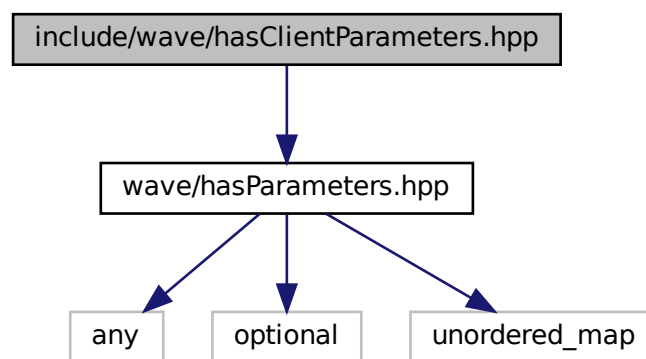 include/wave/hasClientParameters.hpp
wave/hasParameters.hpp
any
optional
unordered_map